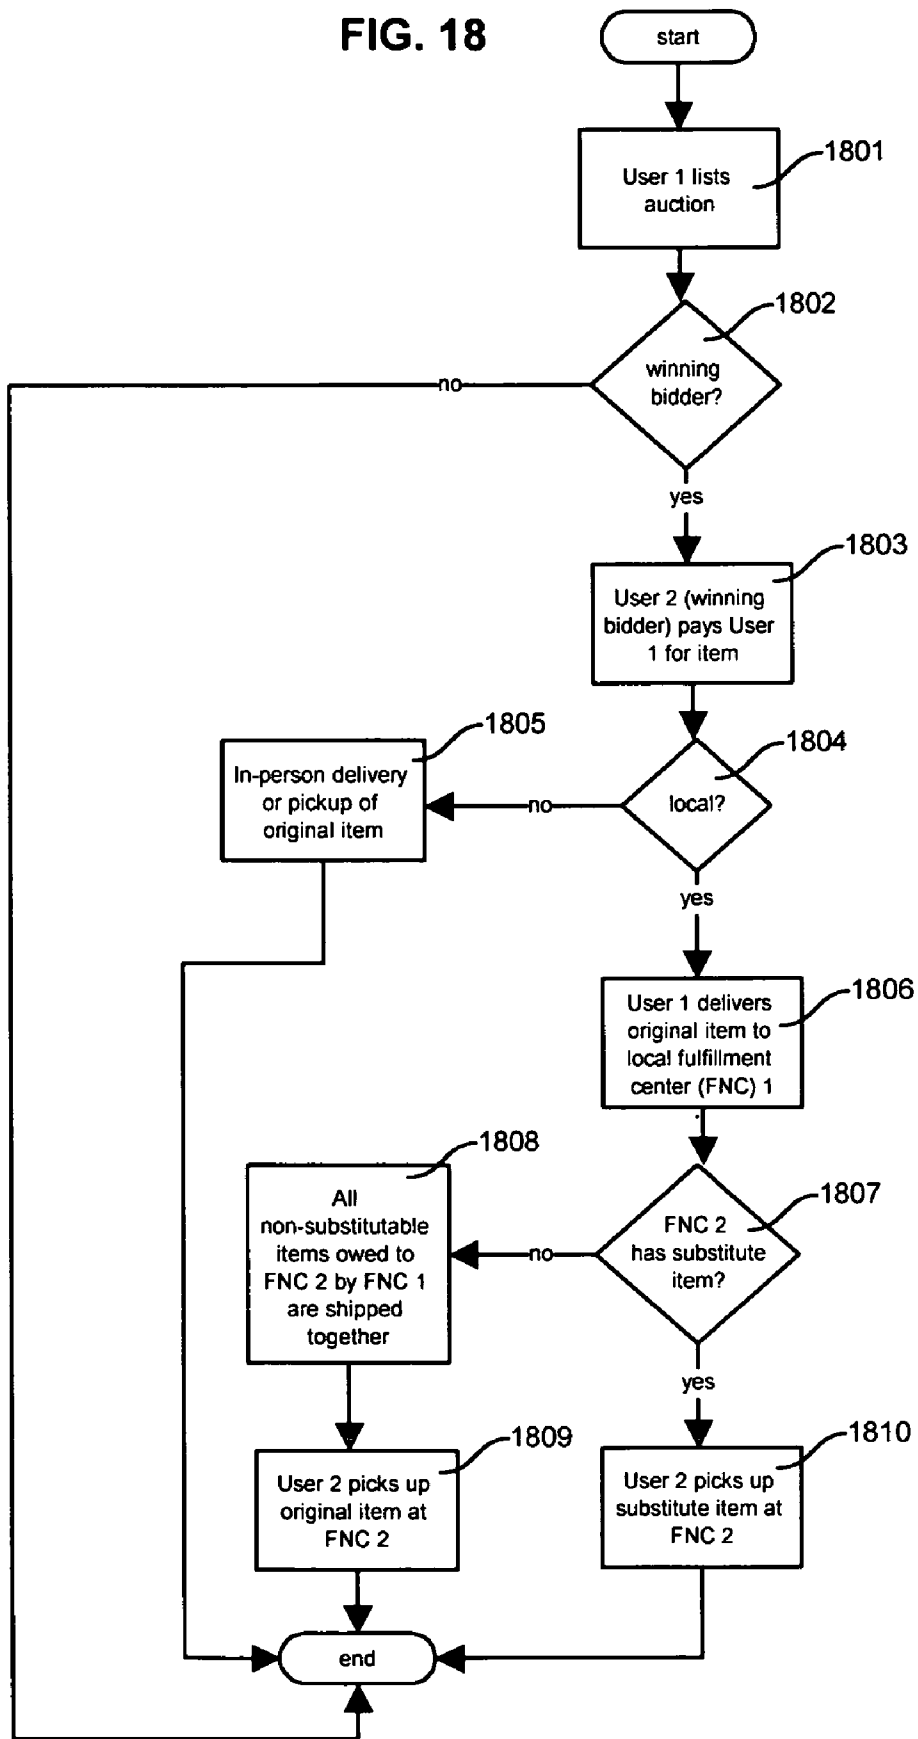 FIG. 18
start
1801
User 1 lists
auction
1802
winning
bidder?
no
yes
1803
User 2 (winning
bidder) pays User
1 for item
1804
local?
no
1805
In-person delivery
or pickup of
original item
yes
1806
User 1 delivers
original item to
local fulfillment
center (FNC) 1
1807
FNC 2
has substitute
item?
no
1808
All
non-substitutable
items owed to
FNC 2 by FNC 1
are shipped
together
yes
1809
User 2 picks up
original item at
FNC 2
1810
User 2 picks up
substitute item at
FNC 2
end